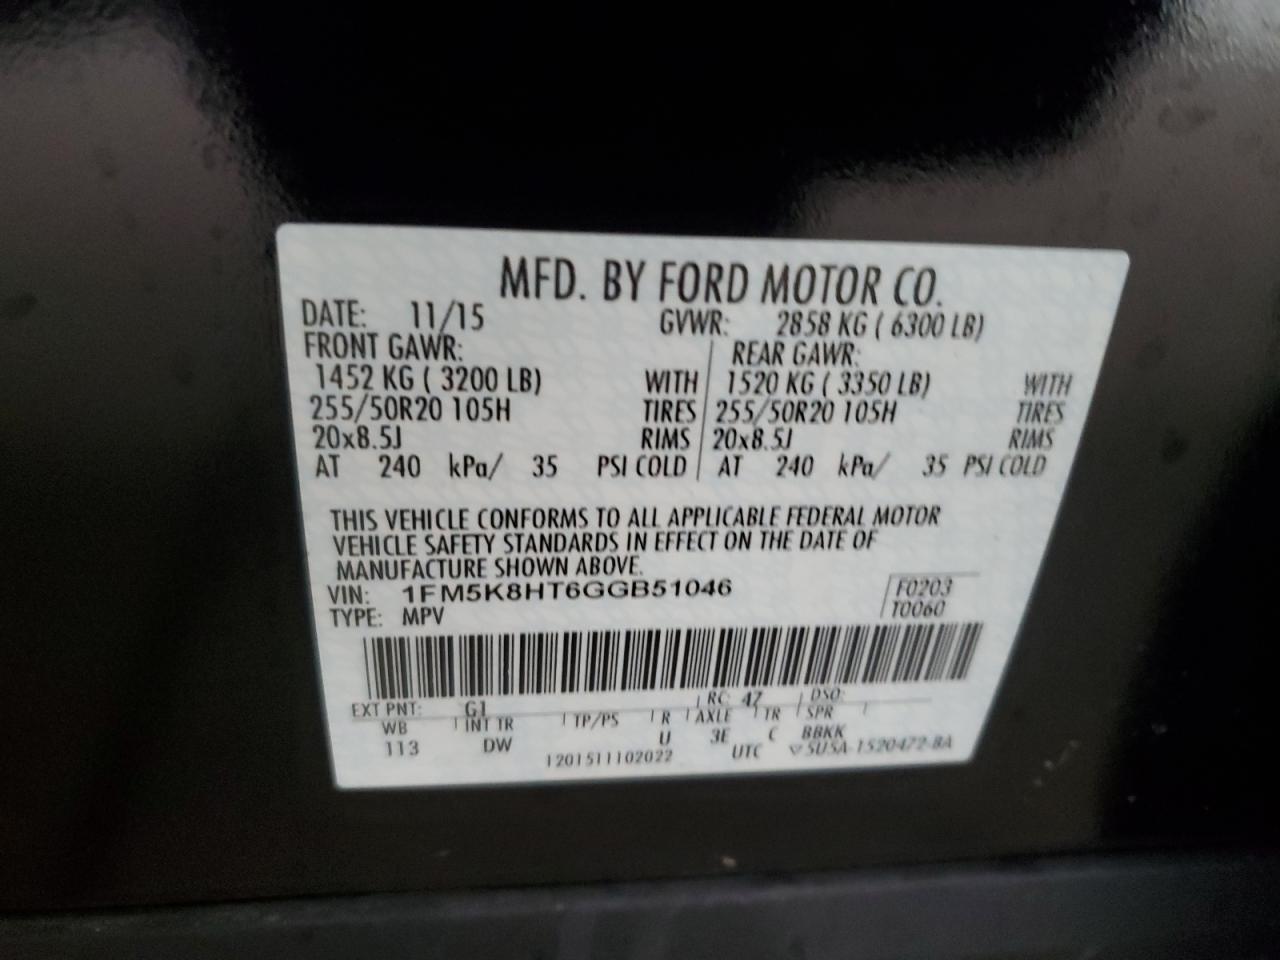 MFD. BY FORD MOTOR CO.
DATE: 11/15 GVWR: 2858 KG ( 6300 LB)
FRONT GAWR: REAR GAWR:
1452 KG ( 3200 LB) WITH 1520 KG ( 3350 LB) WITH
255/50R20 105H TIRES 255/50R20 105H TIRES
20x8.5J RIMS 20x8.5J RIMS
AT 240 kPa/ 35 PSI COLD AT 240 kPa/ 35 PSI COLD
THIS VEHICLE CONFORMS TO ALL APPLICABLE FEDERAL MOTOR
VEHICLE SAFETY STANDARDS IN EFFECT ON THE DATE OF
MANUFACTURE SHOWN ABOVE.
VIN: 1FM5K8HT6GGB51046 F0203
TYPE: MPV T0060
EXT PNT: G1 RC: 47 DSO:
WB INT TR TP/PS R AXLE TR SPR
113 DW U 3E C BBKK
1201511102022 UTC ▽5U5A-1520472-BA